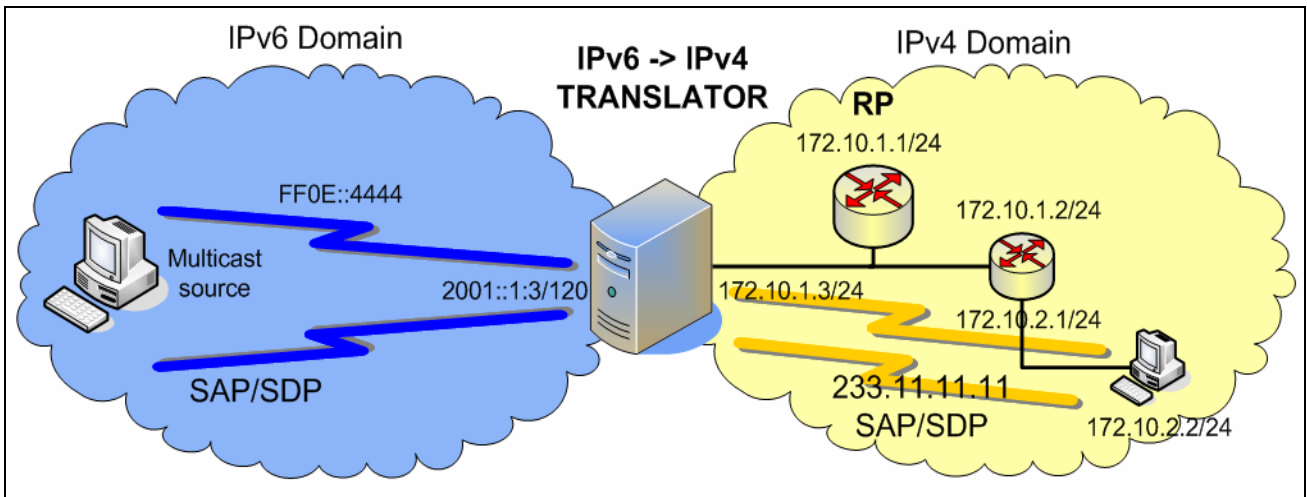 IPv6 Domain
IPv6 -> IPv4
TRANSLATOR
IPv4 Domain
RP
172.10.1.1/24
FF0E::4444
172.10.1.2/24
Multicast
source
2001::1:3/120
172.10.1.3/24
172.10.2.1/24
SAP/SDP
233.11.11.11
SAP/SDP
172.10.2.2/24